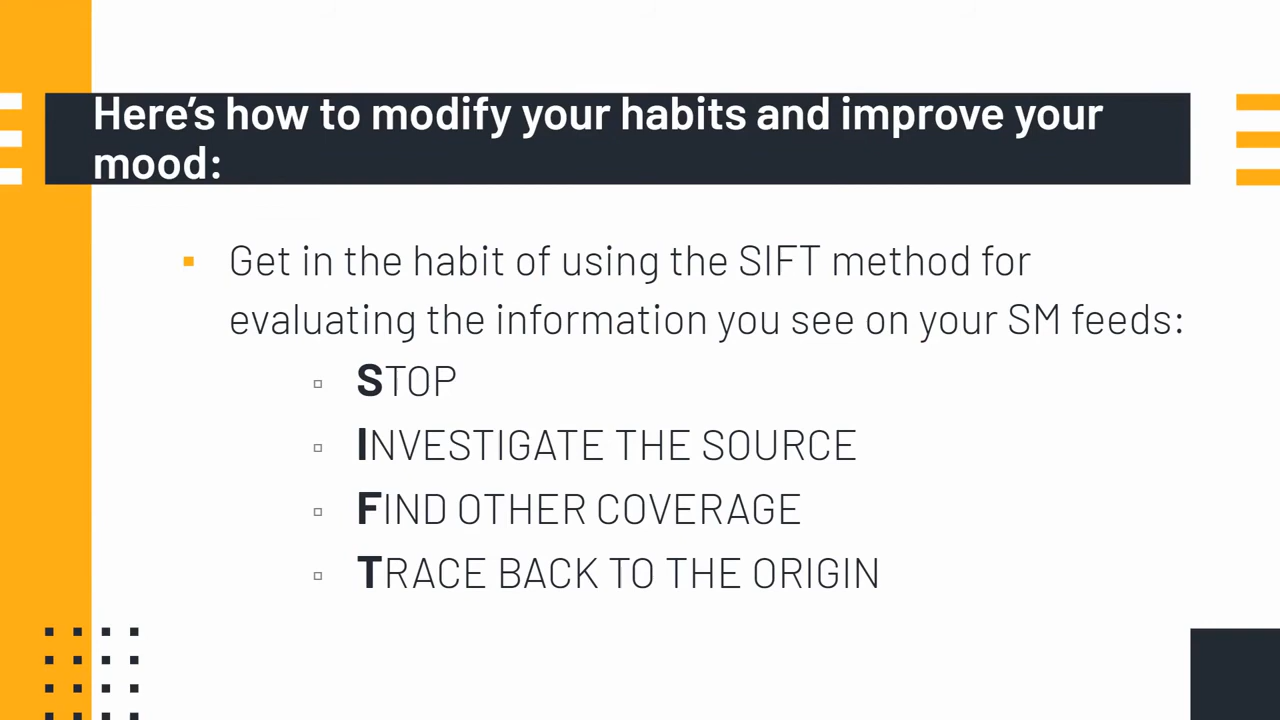 Here’s how to modify your habits and improve your
mood:
Get in the habit of using the SIFT method for
evaluating the information you see on your SM feeds:
STOP
INVESTIGATE THE SOURCE
FIND OTHER COVERAGE
TRACE BACK TO THE ORIGIN